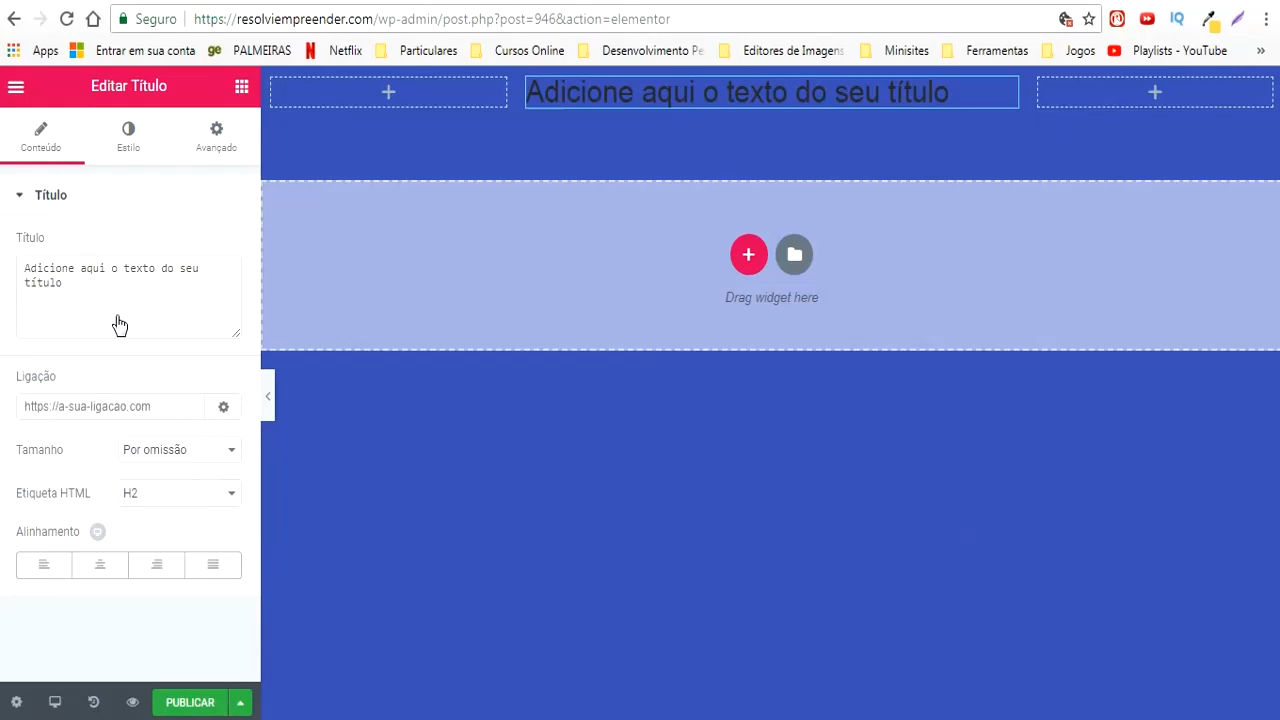 Seguro
https://resolviempreender.com/wp-admin/post.php?post=946&action=elementor
Apps
Entrar em sua conta
ge PALMEIRAS
Netflix
Particulares
Cursos Online
Desenvolvimento Pe
Editores de Imagens
Minisites
Ferramentas
Jogos
Playlists - YouTube
»
Editar Título
Conteúdo
Estilo
Avançado
Título
Título
Adicione aqui o texto do seu
título
Ligação
https://a-sua-ligacao.com
Tamanho
Por omissão
Etiqueta HTML
H2
Alinhamento
PUBLICAR
Adicione aqui o texto do seu título
Drag widget here